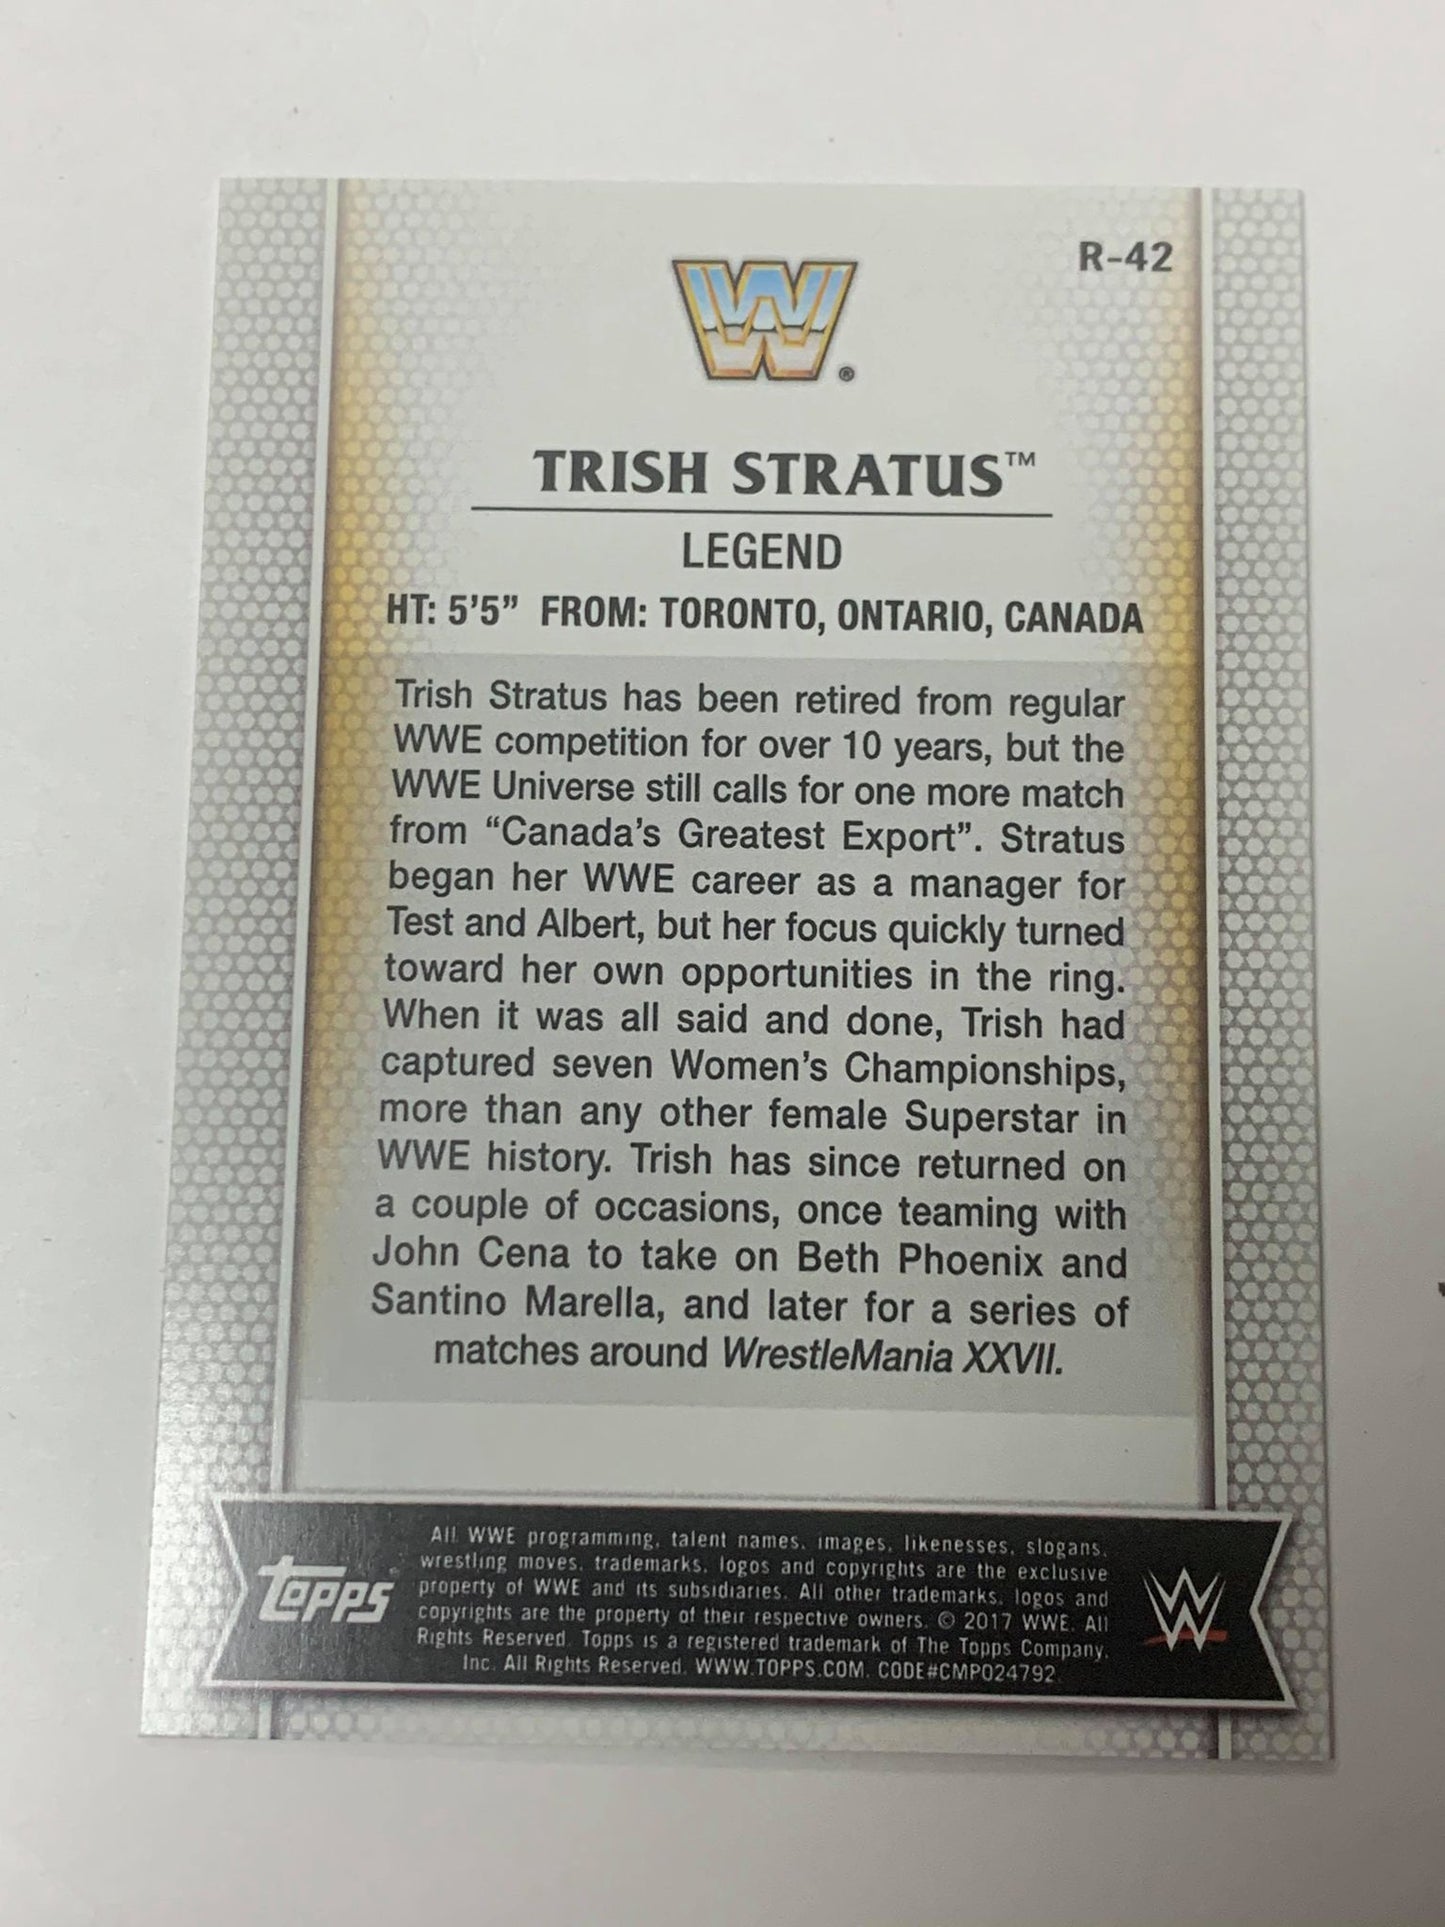 R-42
W
®
TRISH STRATUS™
LEGEND
HT: 5'5” FROM: TORONTO, ONTARIO, CANADA
Trish Stratus has been retired from regular
WWE competition for over 10 years, but the
WWE Universe still calls for one more match
from “Canada's Greatest Export”. Stratus
began her WWE career as a manager for
Test and Albert, but her focus quickly turned
toward her own opportunities in the ring.
When it was all said and done, Trish had
captured seven Women's Championships,
more than any other female Superstar in
WWE history. Trish has since returned on
a couple of occasions, once teaming with
John Cena to take on Beth Phoenix and
Santino Marella, and later for a series of
matches around WrestleMania XXVII.
topps
All WWE programming, talent names, images, likenesses, slogans,
wrestling moves, trademarks, logos and copyrights are the exclusive
property of WWE and its subsidiaries. All other trademarks, logos and
copyrights are the property of their respective owners. © 2017 WWE. All
Rights Reserved. Topps is a registered trademark of The Topps Company,
Inc. All Rights Reserved. WWW.TOPPS.COM. CODE#CMP024792
W